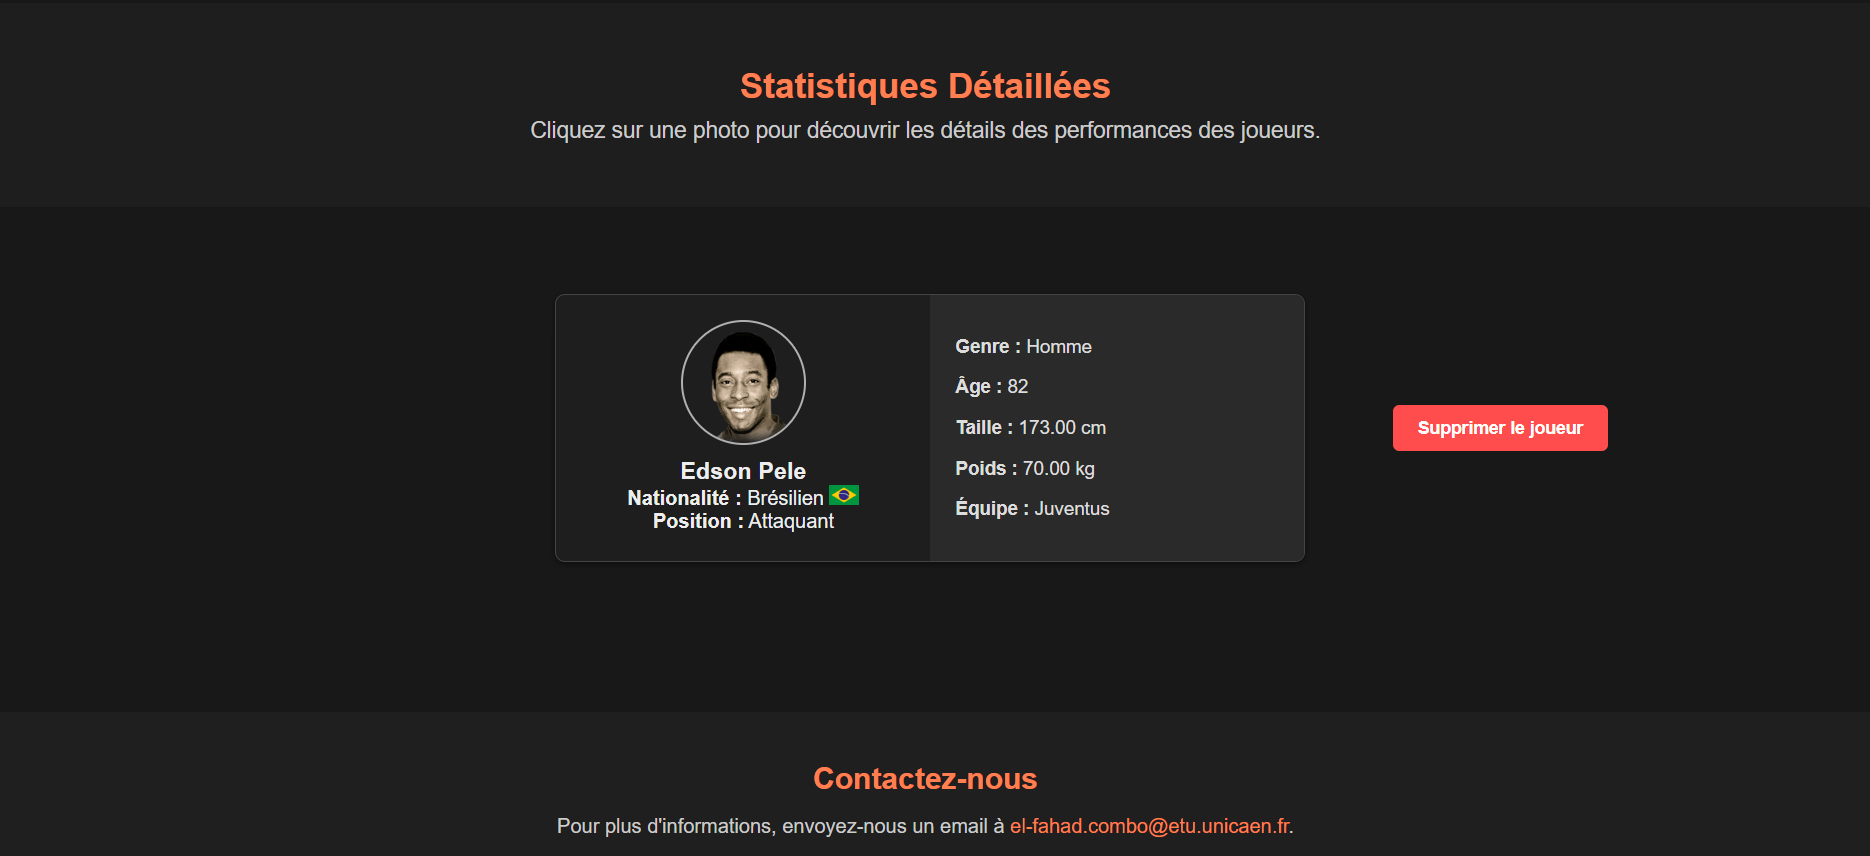 Statistiques Détaillées
Cliquez sur une photo pour découvrir les détails des performances des joueurs.
Edson Pele
Nationalité : Brésilien
Position : Attaquant
Genre : Homme
Âge : 82
Taille : 173.00 cm
Poids : 70.00 kg
Équipe : Juventus
Supprimer le joueur
Contactez-nous
Pour plus d'informations, envoyez-nous un email à el-fahad.combo@etu.unicaen.fr.